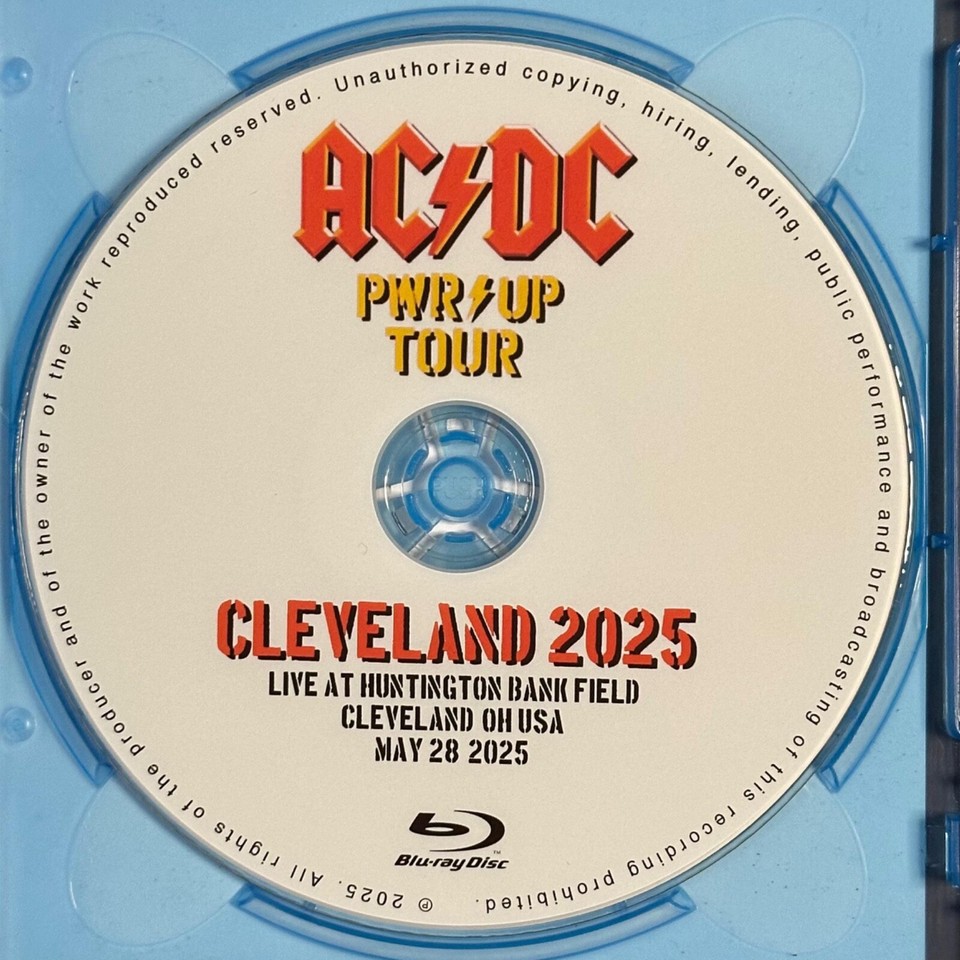 AC⚡DC
PWR⚡UP
TOUR
CLEVELAND 2025
LIVE AT HUNTINGTON BANK FIELD
CLEVELAND OH USA
MAY 28 2025
Blu-ray Disc™
℗ 2025. All rights of the producer and of the owner of the work reproduced reserved. Unauthorized copying, hiring, lending, public performance and broadcasting of this recording prohibited.